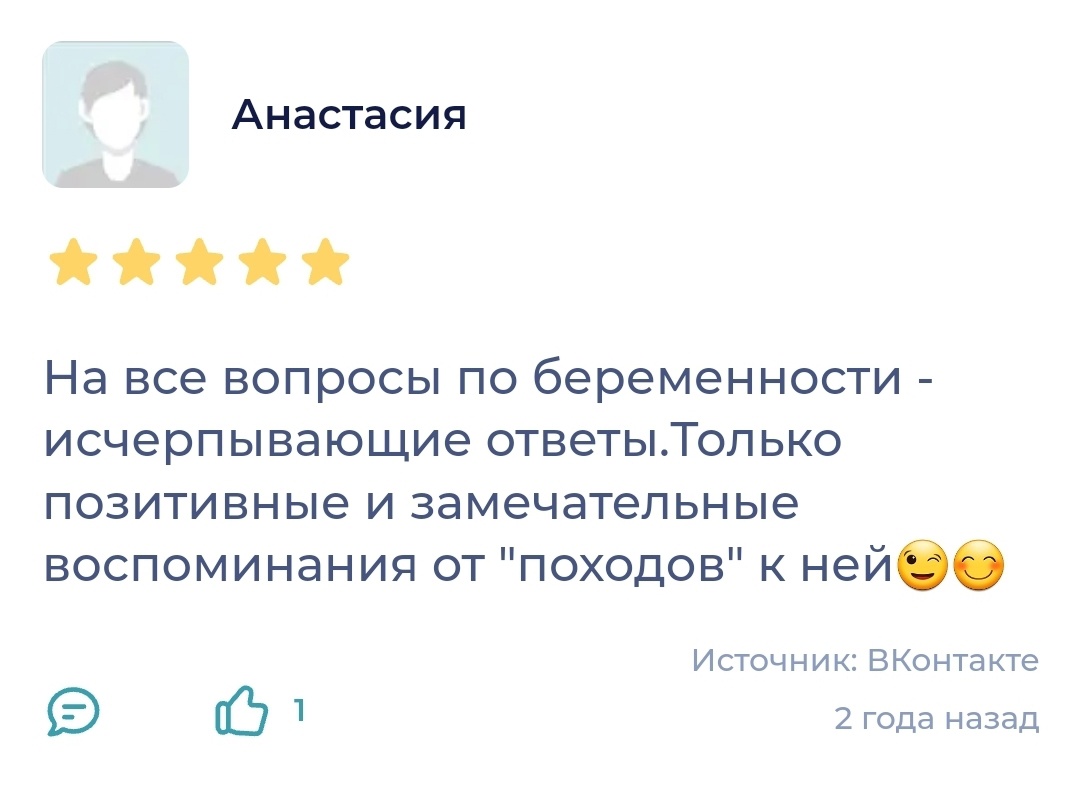 Анастасия
На все вопросы по беременности -
исчерпывающие ответы.Только
позитивные и замечательные
воспоминания от "походов" к ней😉😊
Источник: ВКонтакте
1
2 года назад